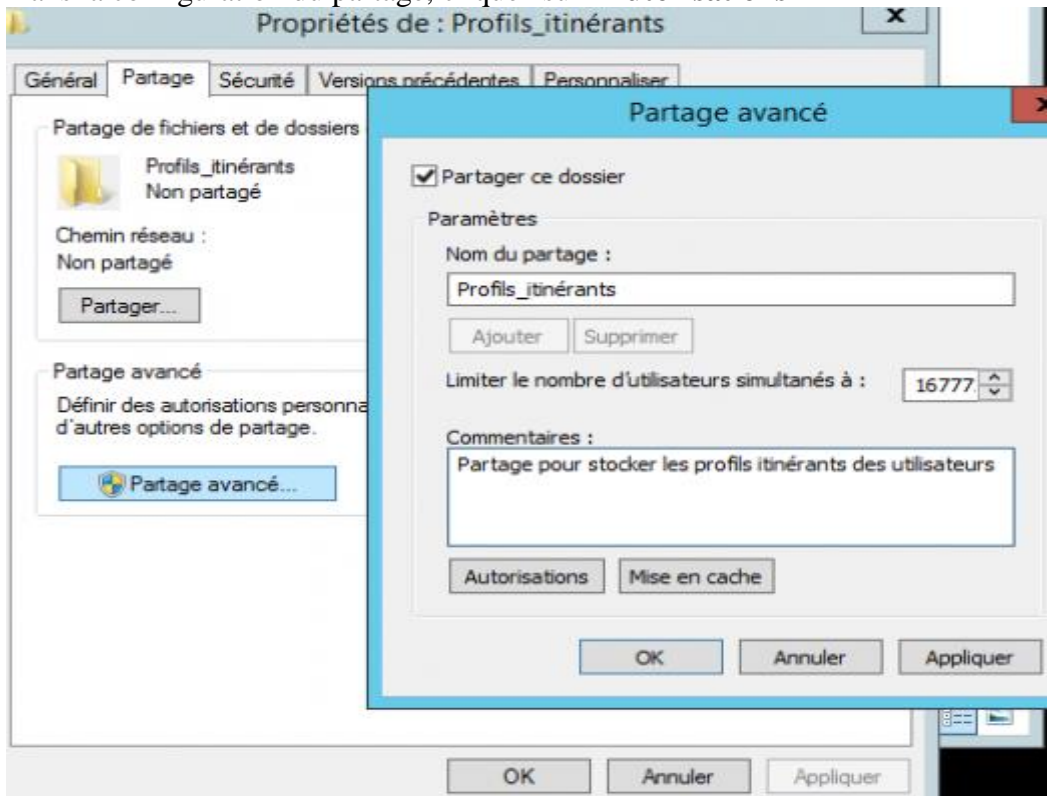 Propriétés de : Profils_itinérants
x
Général Partage Sécurité Versions précédentes Personnaliser
Partage de fichiers et de dossiers
Profils_itinérants
Non partagé
Chemin réseau :
Non partagé
Partager...
Partage avancé
Définir des autorisations
d'autres options de partage.
Partage avancé...
Partage avancé
x
Partager ce dossier
Paramètres
Nom du partage :
Profils_itinérants
Ajouter Supprimer
Limiter le nombre d'utilisateurs simultanés à : 16777
Commentaires :
Partage pour stocker les profils itinérants des utilisateurs
Autorisations Mise en cache
OK Annuler Appliquer
OK Annuler Appliquer